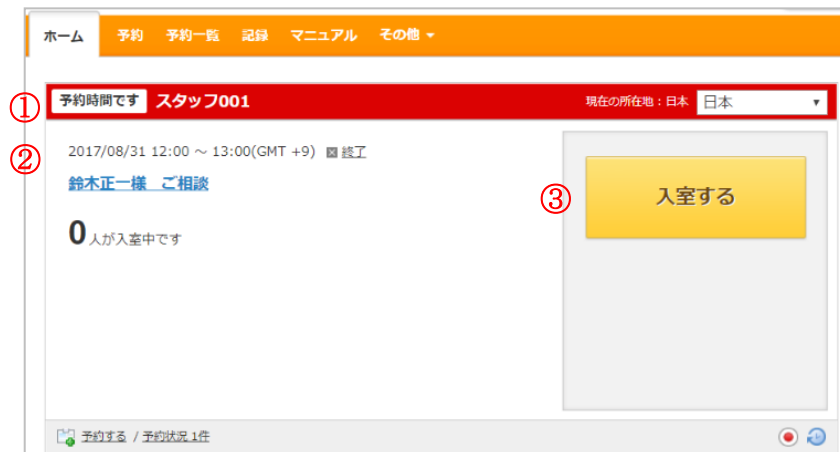 ホーム 予約 予約一覧 記録 マニュアル その他 ▼
① 予約時間です スタッフ001 現在の所在地：日本 日本 ▼
② 2017/08/31 12:00 ～ 13:00(GMT +9) 終了
鈴木正一様 ご相談
③ 入室する
0人が入室中です
予約する / 予約状況 1件